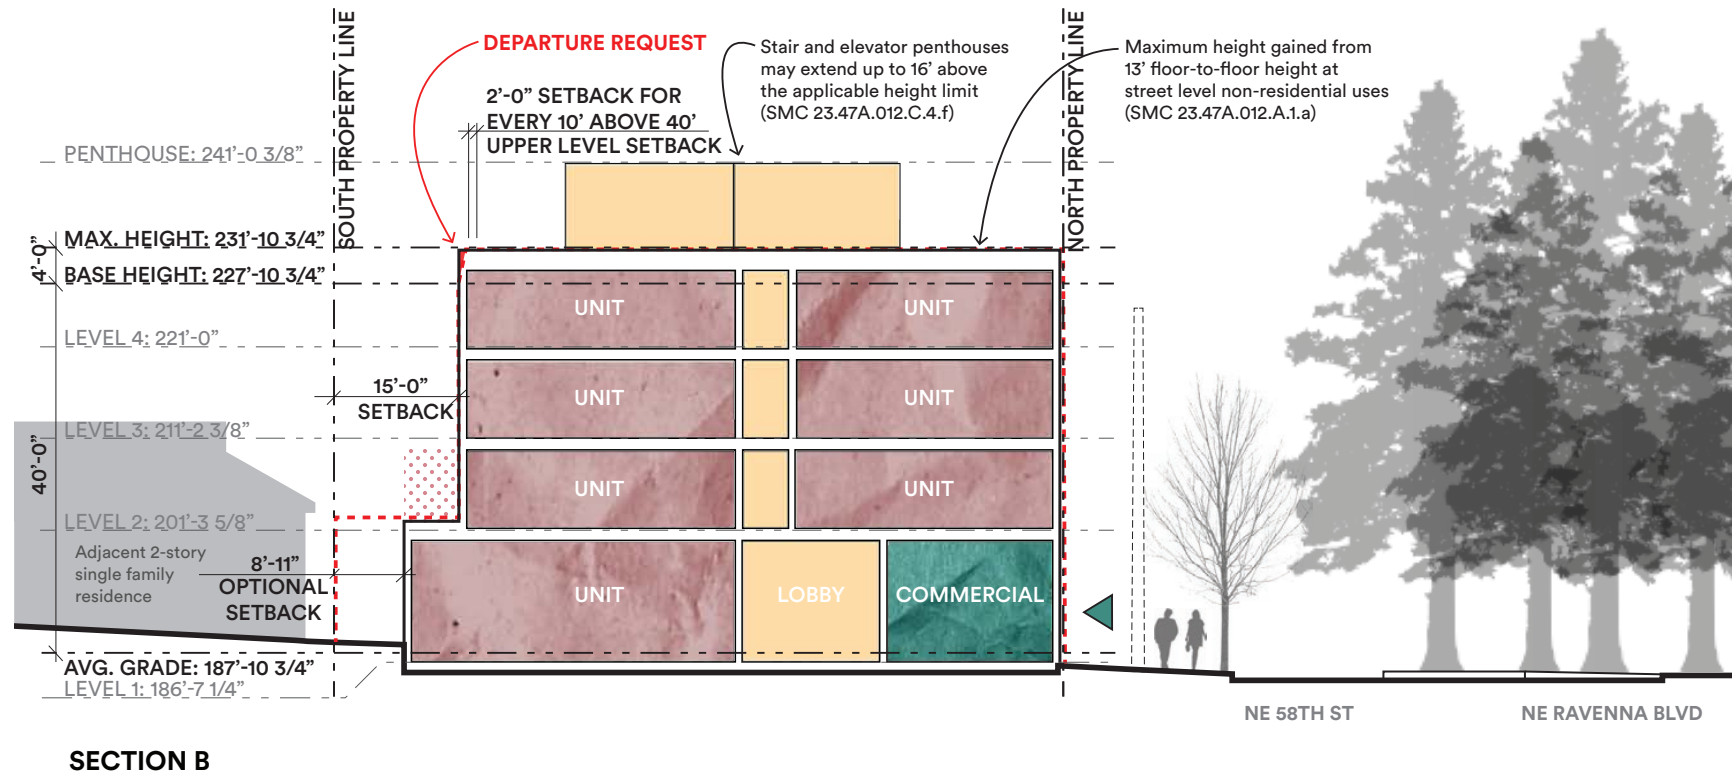 SOUTH PROPERTY LINE
NORTH PROPERTY LINE
DEPARTURE REQUEST
2'-0" SETBACK FOR
EVERY 10' ABOVE 40'
UPPER LEVEL SETBACK
Stair and elevator penthouses
may extend up to 16' above
the applicable height limit
(SMC 23.47A.012.C.4.f)
Maximum height gained from
13' floor-to-floor height at
street level non-residential uses
(SMC 23.47A.012.A.1.a)
PENTHOUSE: 241'-0 3/8"
MAX. HEIGHT: 231'-10 3/4"
4'-0"
BASE HEIGHT: 227'-10 3/4"
UNIT
UNIT
LEVEL 4: 221'-0"
15'-0"
SETBACK
UNIT
UNIT
LEVEL 3: 211'-2 3/8"
40'-0"
UNIT
UNIT
LEVEL 2: 201'-3 5/8"
Adjacent 2-story
single family
residence
8'-11"
OPTIONAL
SETBACK
UNIT
LOBBY
COMMERCIAL
AVG. GRADE: 187'-10 3/4"
LEVEL 1: 186'-7 1/4"
NE 58TH ST
NE RAVENNA BLVD
SECTION B